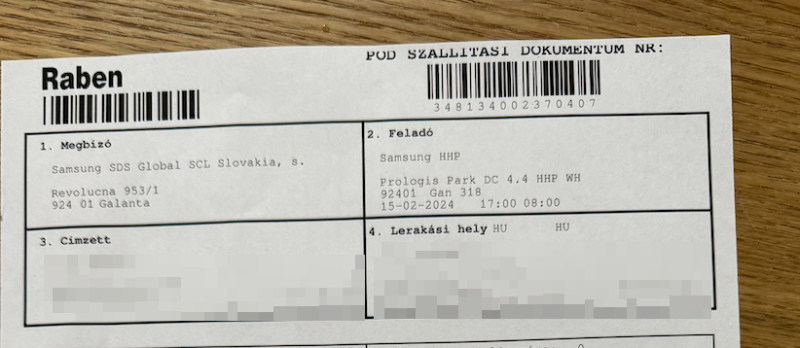 Raben
POD SZALLITASI DOKUMENTUM NR:
348134002370407
1. Megbízó
Samsung SDS Global SCL Slovakia, s.
Revolucna 953/1
924 01 Galanta
2. Feladó
Samsung HHP
Prologis Park DC 4.4 HHP WH
92401 Gan 318
15-02-2024 17:00 08:00
3. Címzett
4. Lerakási hely HU HU